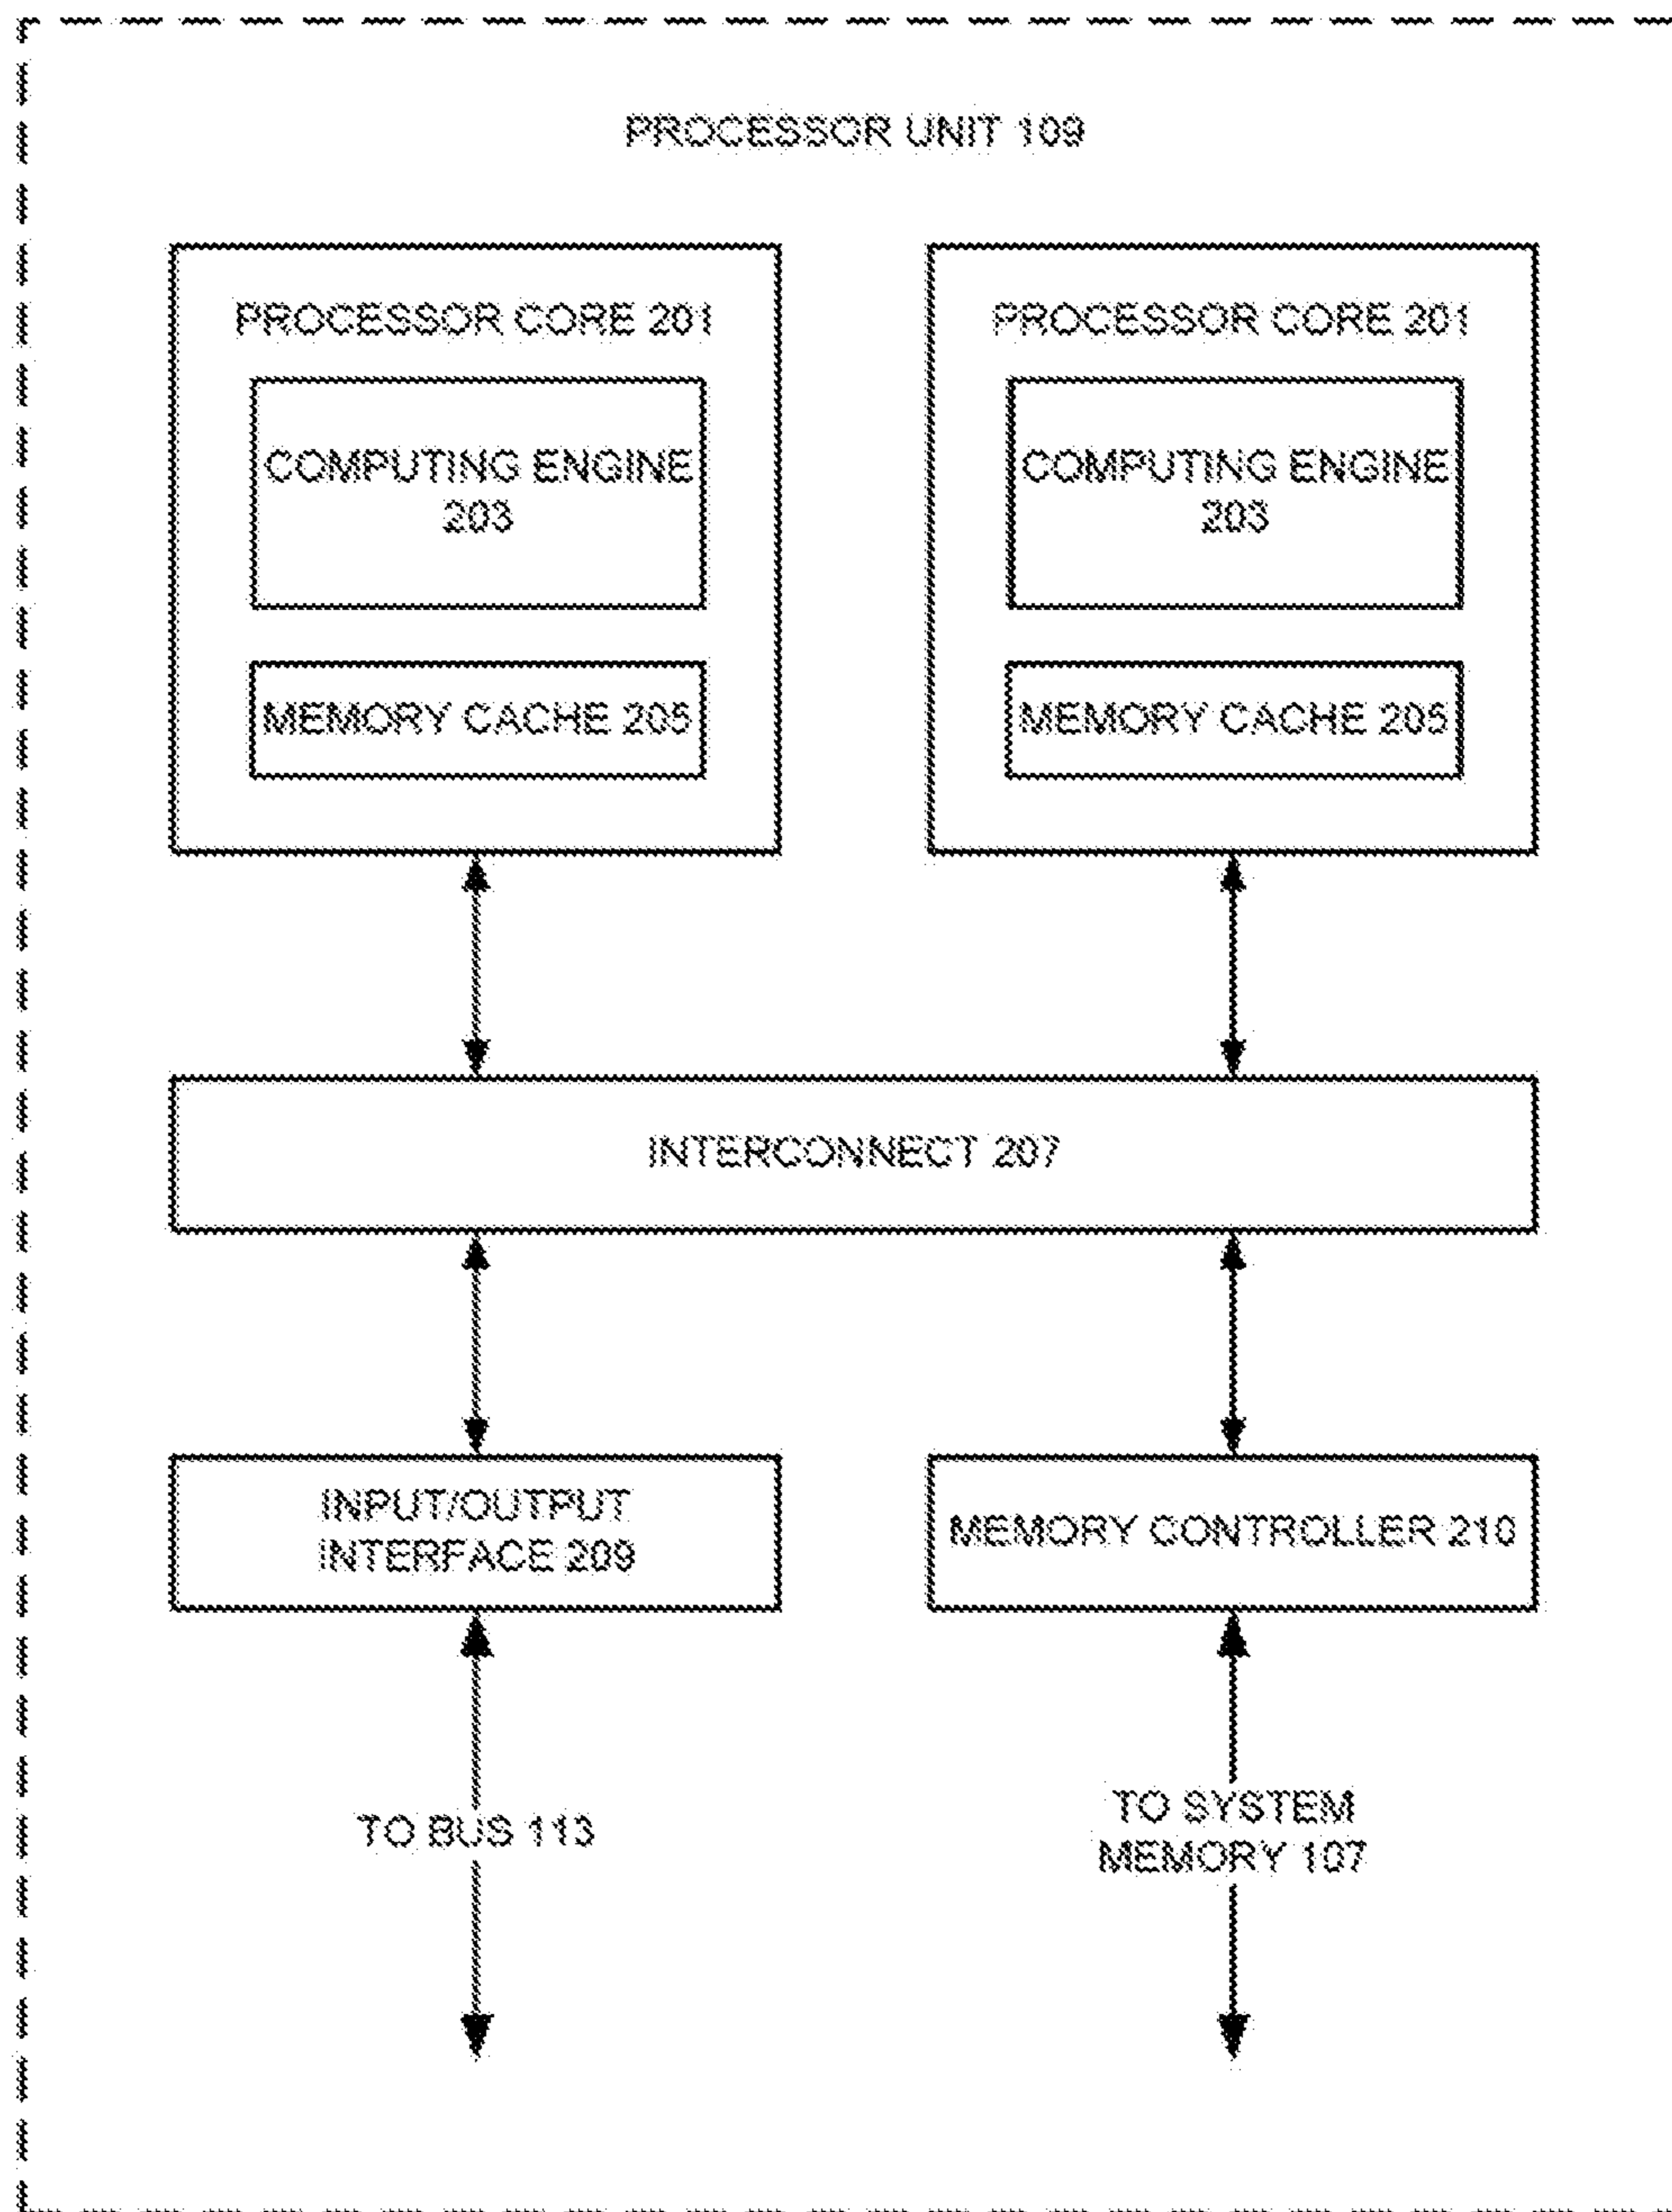 PROCESSOR UNIT 109
PROCESSOR CORE 201
COMPUTING ENGINE
203
MEMORY CACHE 205
PROCESSOR CORE 201
COMPUTING ENGINE
203
MEMORY CACHE 205
INTERCONNECT 207
INPUT/OUTPUT
INTERFACE 209
MEMORY CONTROLLER 210
TO BUS 113
TO SYSTEM
MEMORY 107